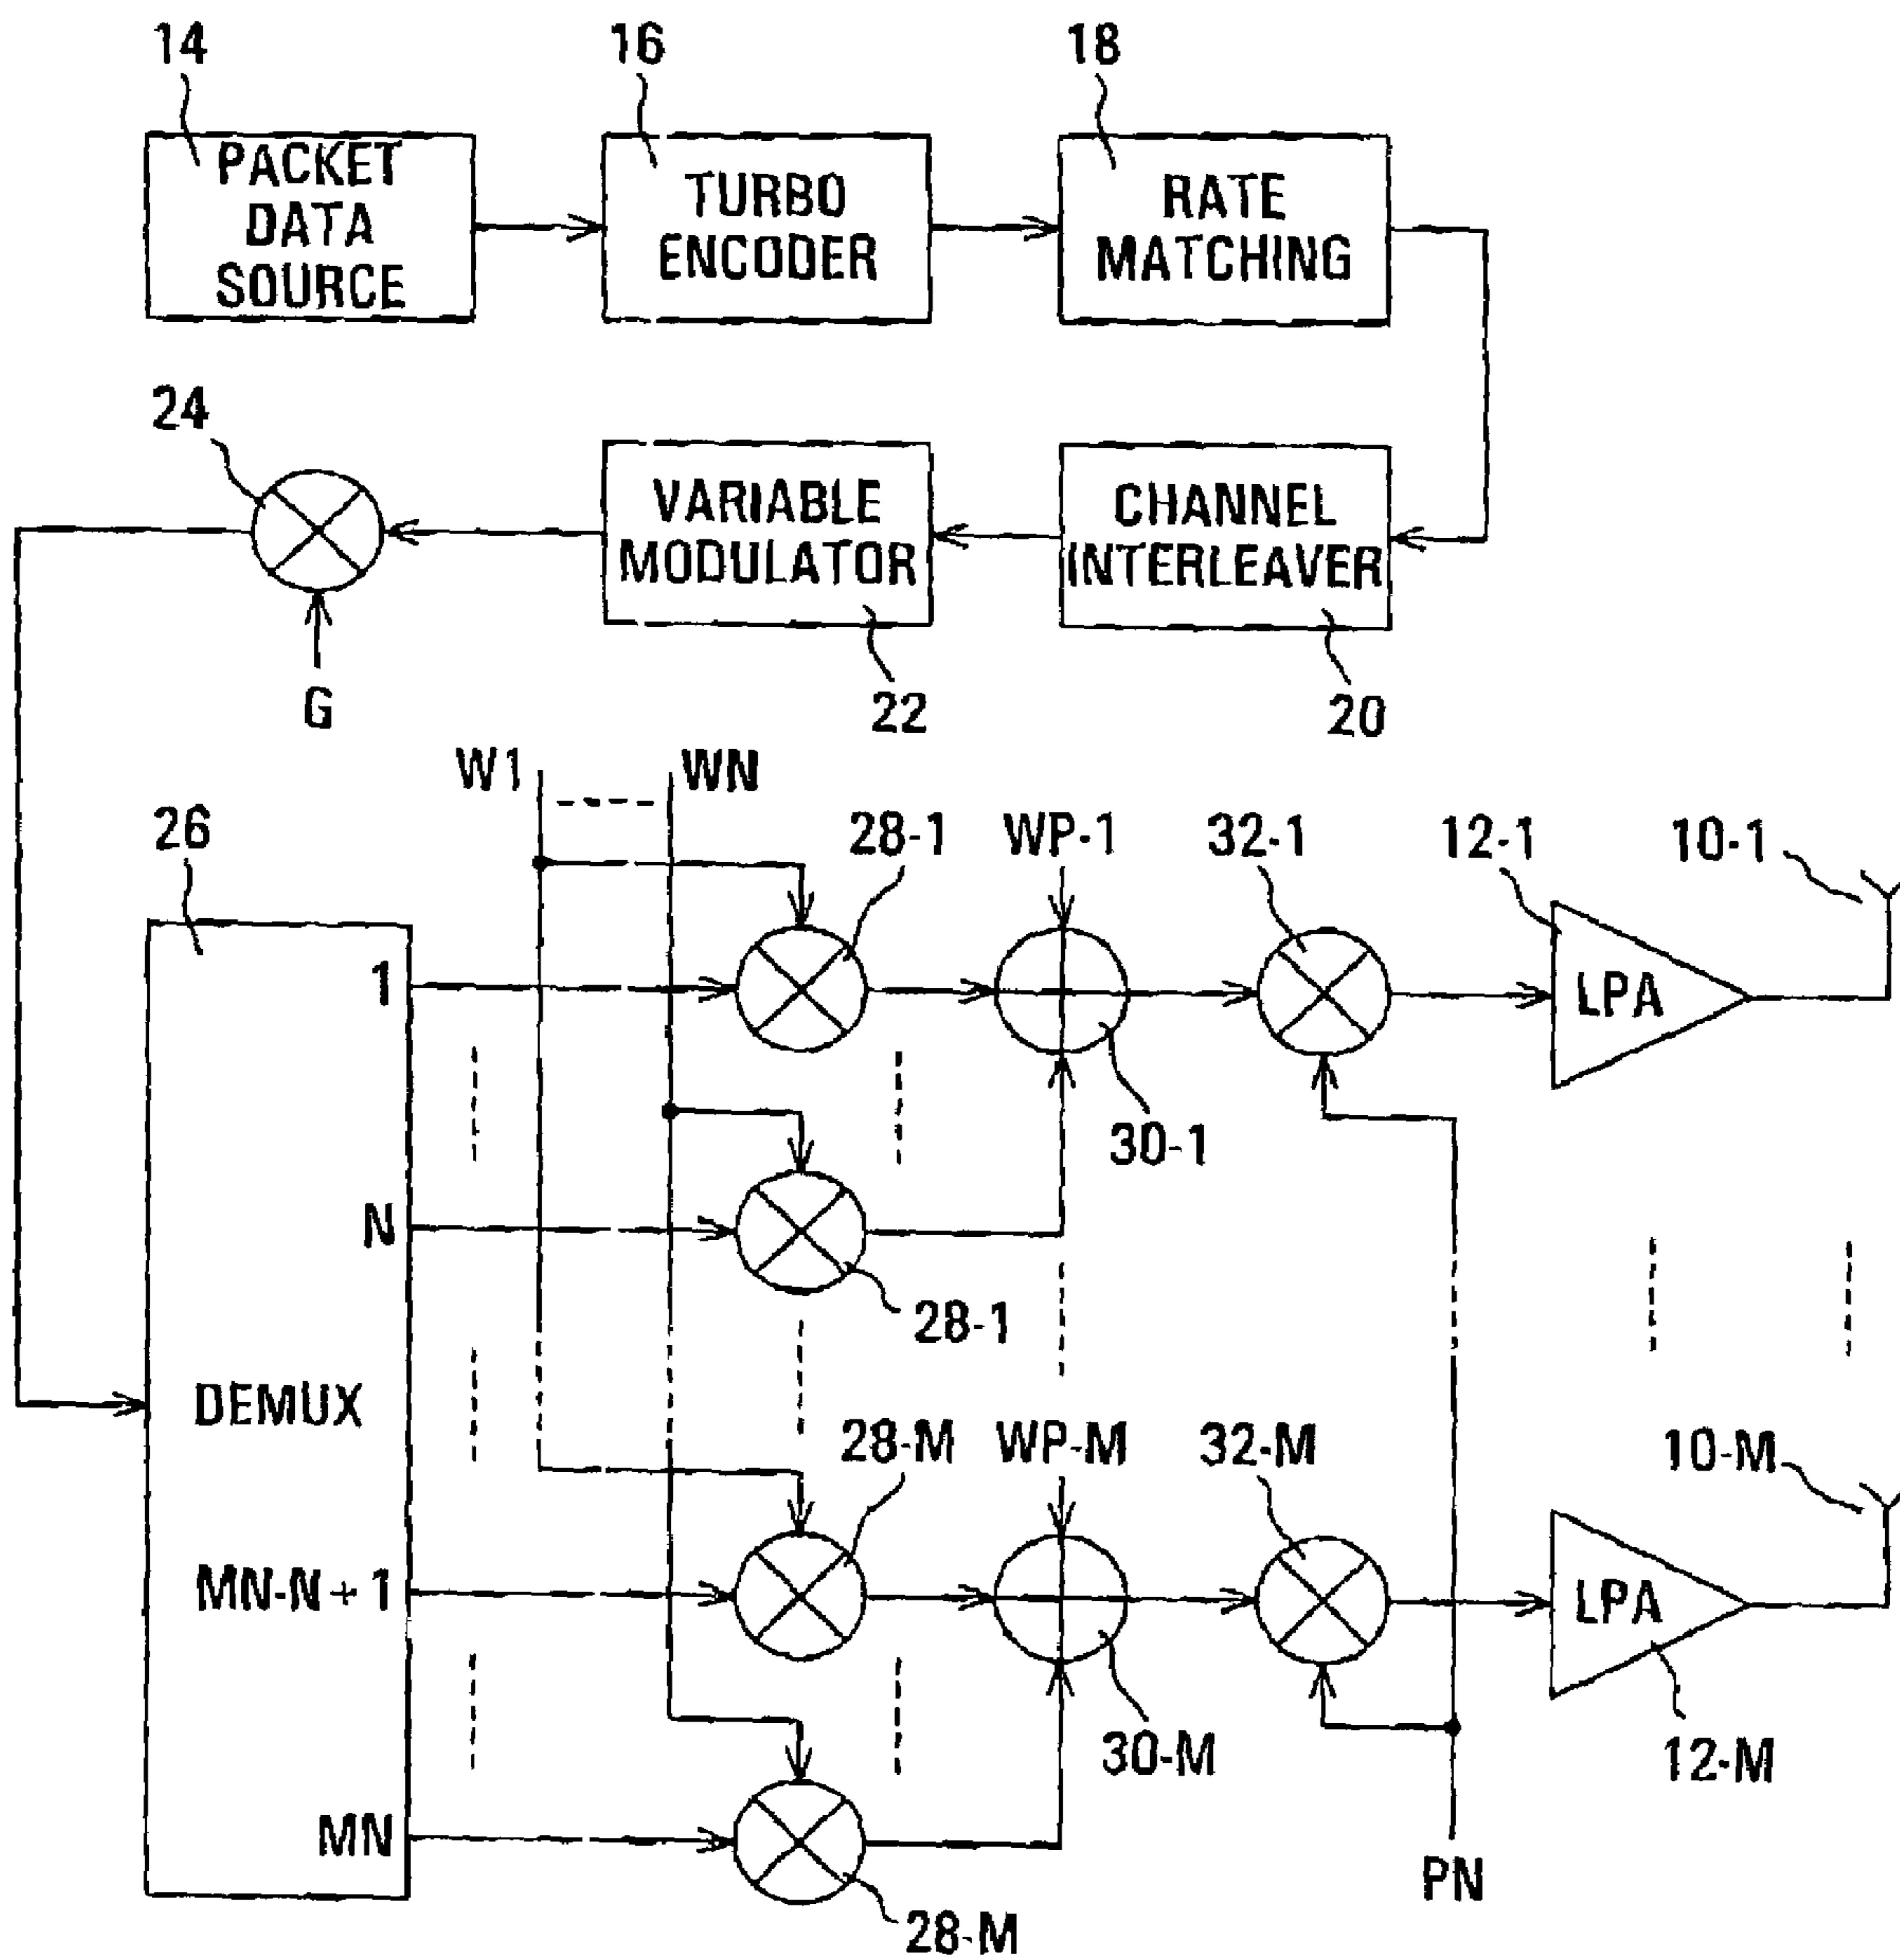 14
16
18
PACKET
DATA
SOURCE
TURBO
ENCODER
RATE
MATCHING
24
VARIABLE
MODULATOR
CHANNEL
INTERLEAVER
G
22
20
W1
WN
26
28-1
WP-1
32-1
12-1
10-1
1
LPA
30-1
N
28-1
DEMUX
28-M
WP-M
32-M
10-M
MN-N+1
LPA
30-M
12-M
MN
PN
28-M